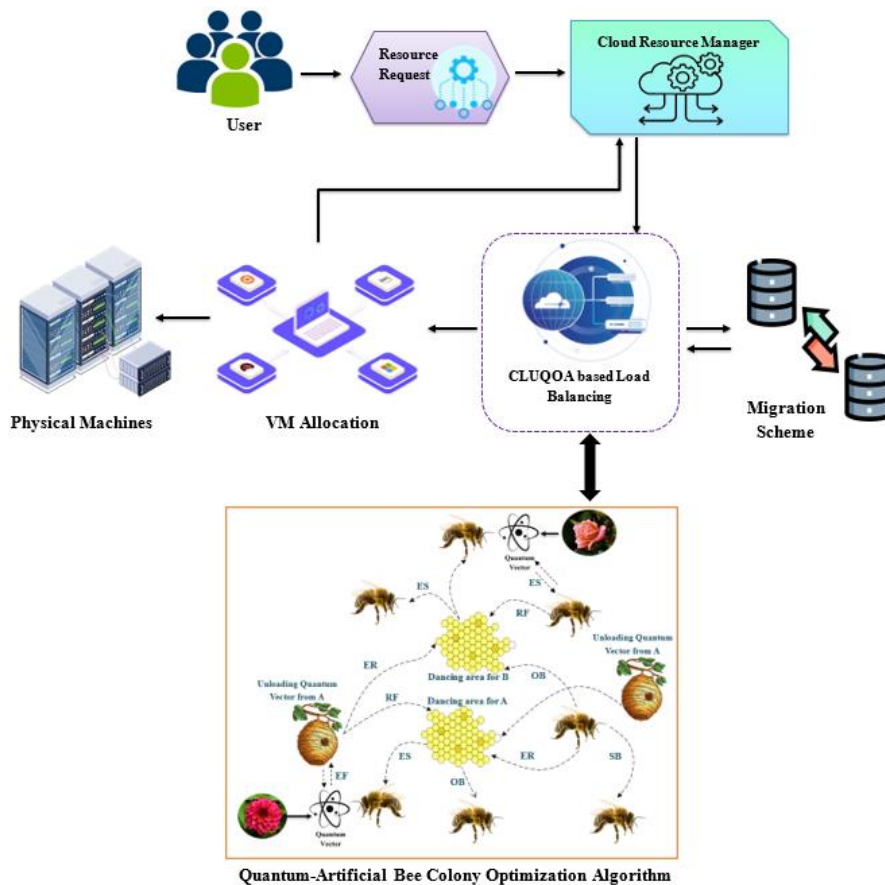 Resource
Request
Cloud Resource Manager
User
CLUQOA based Load
Balancing
Physical Machines
VM Allocation
Migration
Scheme
Quantum
Vector
ES
ES
RF
Unloading Quantum
Vector from A
ER
OB
Dancing area for B
Unloading Quantum
Vector from A
RF
Dancing area for A
ES
ER
SB
EF
OB
Quantum
Vector
Quantum-Artificial Bee Colony Optimization Algorithm